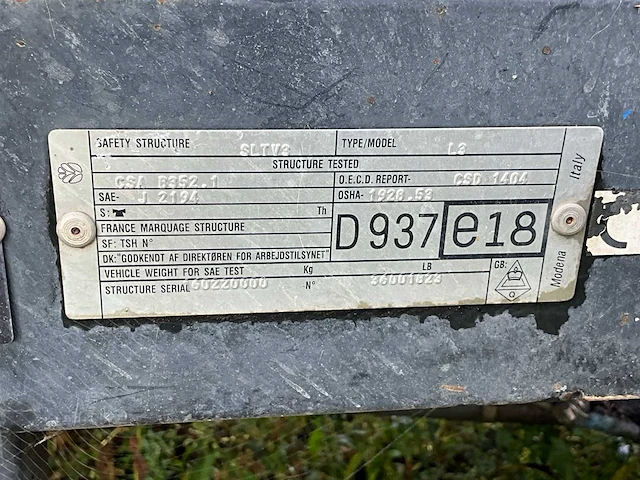 SAFETY STRUCTURE SLTV3 TYPE/MODEL L3
STRUCTURE TESTED
CSA B352.1 O.E.C.D. REPORT- CSD 1404
SAE- J 2194 OSHA- 1928.53
S: Th
FRANCE MARQUAGE STRUCTURE
SF: TSH N°
DK: "GODKENDT AF DIREKTØREN FOR ARBEJDSTILSYNET"
D 937 e18
VEHICLE WEIGHT FOR SAE TEST Kg LB
GB:
STRUCTURE SERIAL N°
Modena Italy